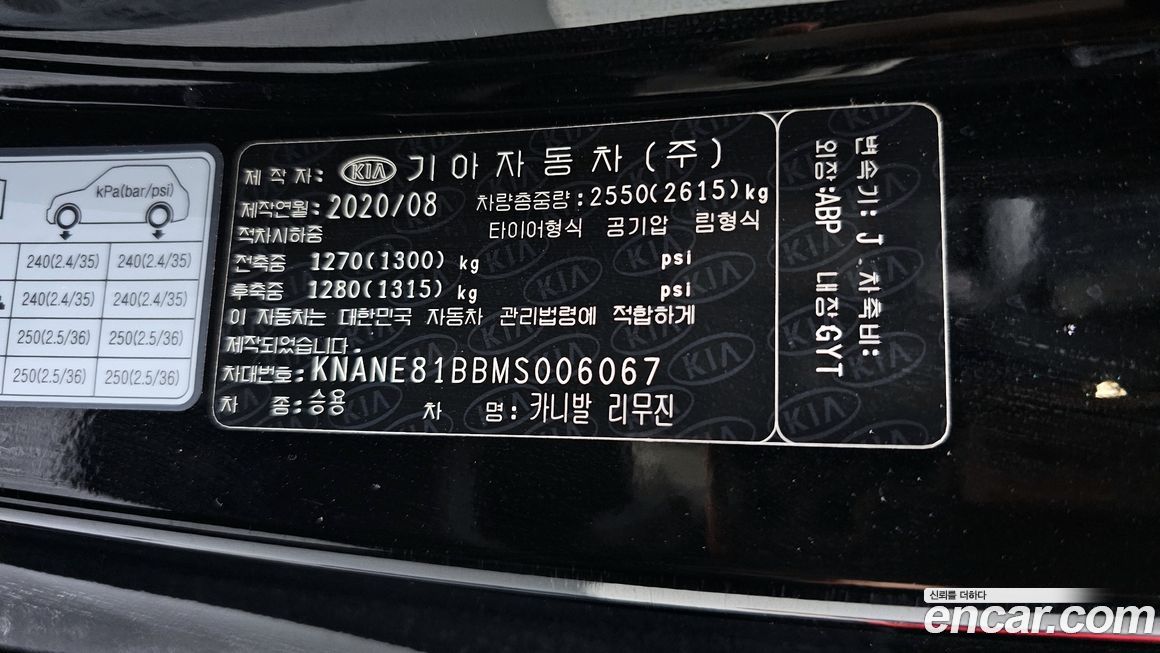 kPa(bar/psi)
240(2.4/35) 240(2.4/35)
240(2.4/35) 240(2.4/35)
250(2.5/36) 250(2.5/36)
250(2.5/36) 250(2.5/36)
제 작 자: KIA 기아자동차(주)
제작연월: 2020/08 차량총중량: 2550(2615)kg
적차시하중 타이어형식 공기압 림형식
전축중 1270(1300) kg psi
후축중 1280(1315) kg psi
이 자동차는 대한민국 자동차 관리법령에 적합하게
제작되었습니다.
차대번호: KNANE81BBMS006067
차 종: 승용 차 명: 카니발 리무진
변속기: J 차축비:
외장:ABP 내장GYT
신뢰를 더하다
encar.com